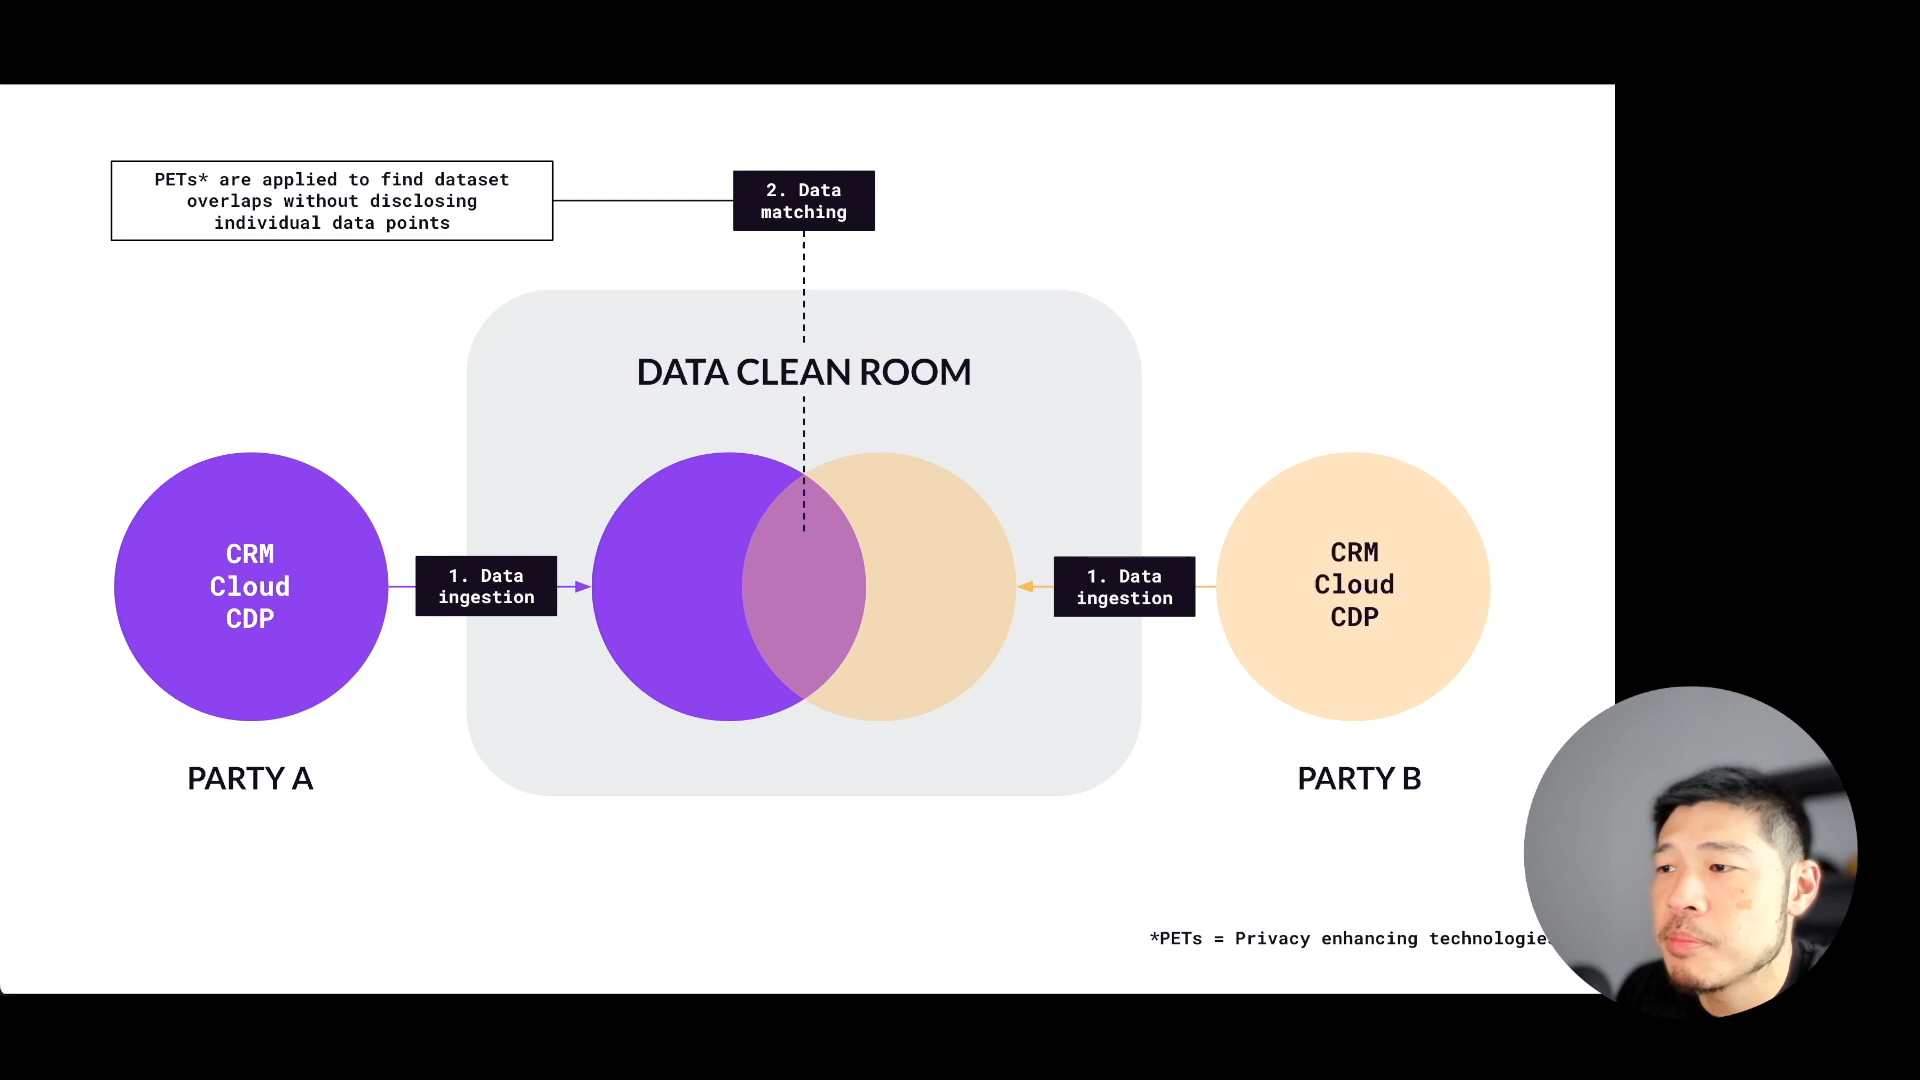 PETs* are applied to find dataset
overlaps without disclosing
individual data points
2. Data
matching
DATA CLEAN ROOM
CRM
Cloud
CDP
1. Data
ingestion
1. Data
ingestion
CRM
Cloud
CDP
PARTY A
PARTY B
*PETs = Privacy enhancing technologies